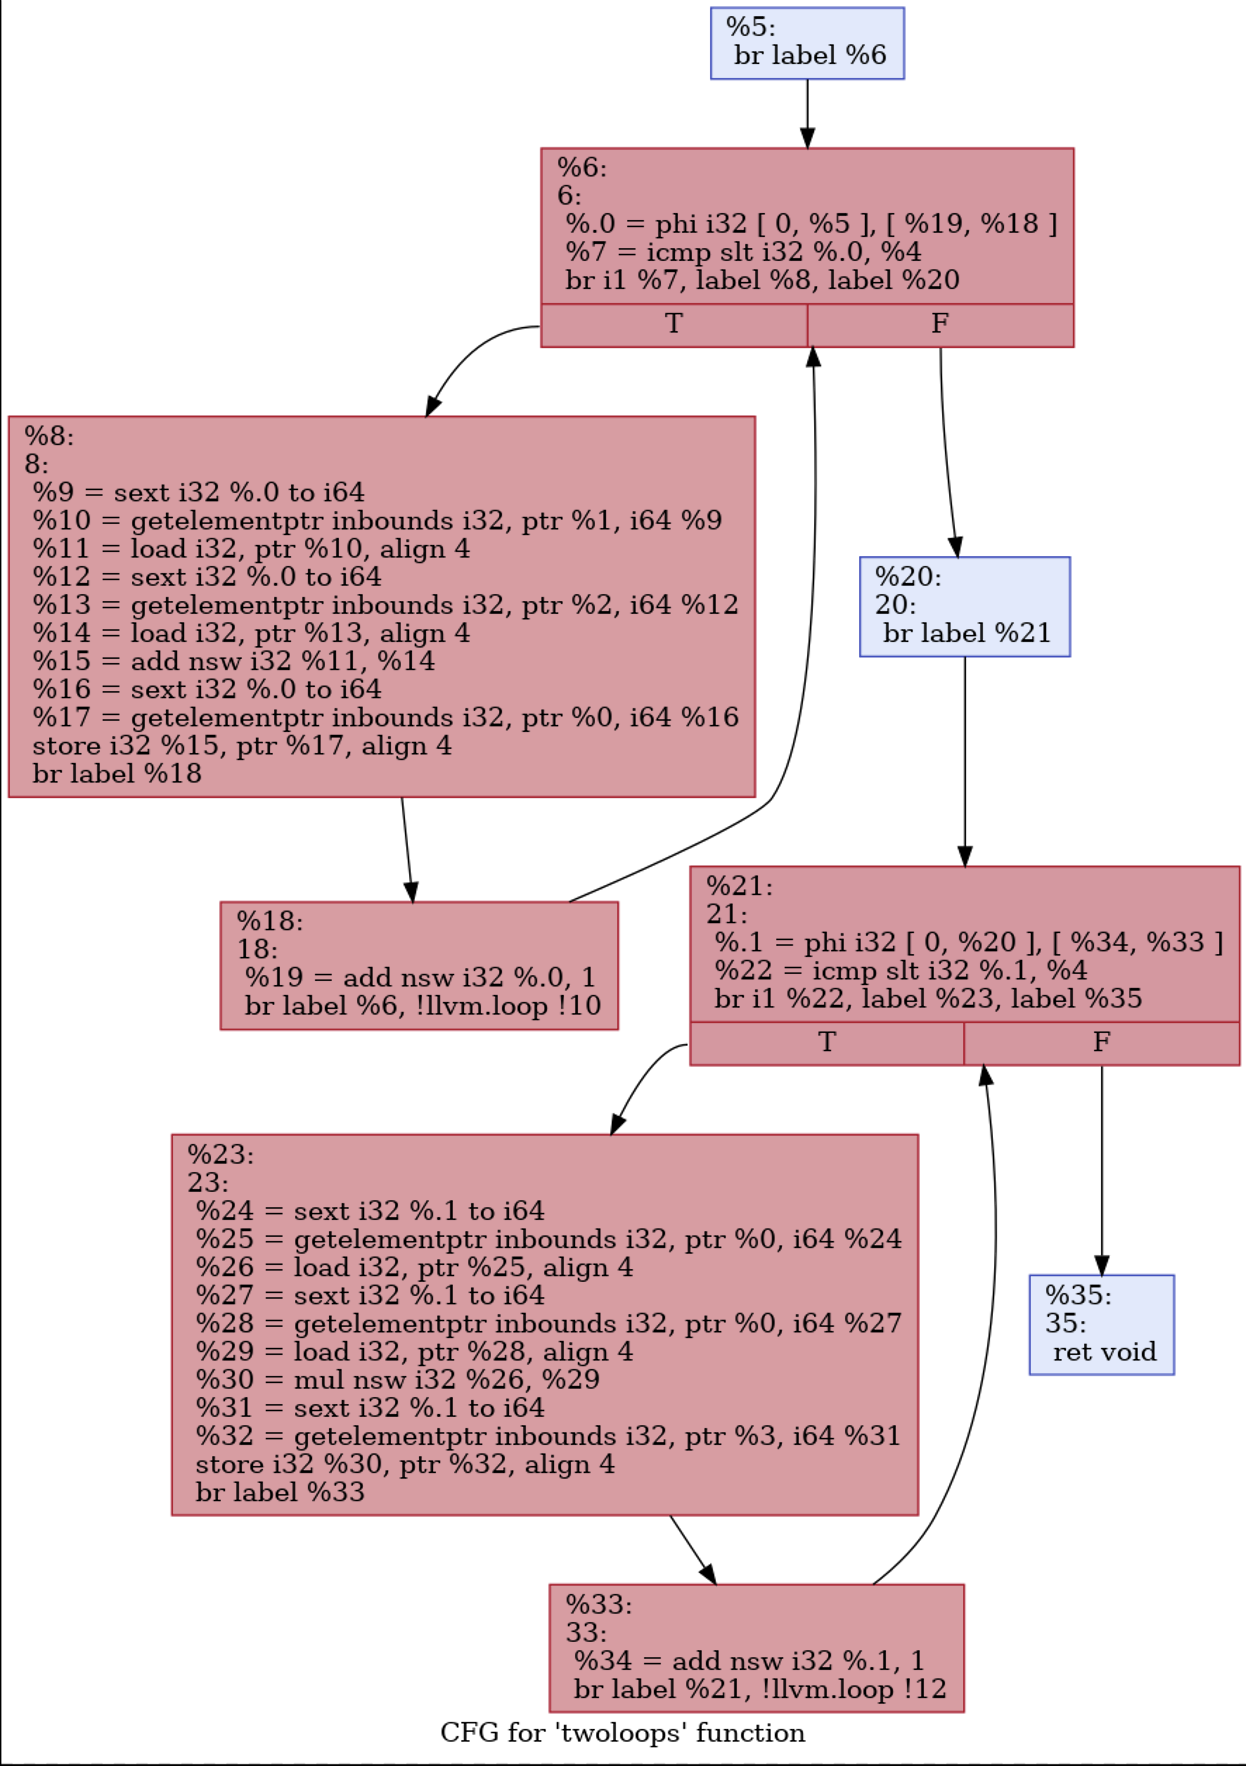 %5:
br label %6
%6:
6:
%.0 = phi i32 [ 0, %5 ], [ %19, %18 ]
%7 = icmp slt i32 %.0, %4
br i1 %7, label %8, label %20
T
F
%8:
8:
%9 = sext i32 %.0 to i64
%10 = getelementptr inbounds i32, ptr %1, i64 %9
%11 = load i32, ptr %10, align 4
%12 = sext i32 %.0 to i64
%13 = getelementptr inbounds i32, ptr %2, i64 %12
%14 = load i32, ptr %13, align 4
%15 = add nsw i32 %11, %14
%16 = sext i32 %.0 to i64
%17 = getelementptr inbounds i32, ptr %0, i64 %16
store i32 %15, ptr %17, align 4
br label %18
%20:
20:
br label %21
%18:
18:
%19 = add nsw i32 %.0, 1
br label %6, !llvm.loop !10
%21:
21:
%.1 = phi i32 [ 0, %20 ], [ %34, %33 ]
%22 = icmp slt i32 %.1, %4
br i1 %22, label %23, label %35
T
F
%23:
23:
%24 = sext i32 %.1 to i64
%25 = getelementptr inbounds i32, ptr %0, i64 %24
%26 = load i32, ptr %25, align 4
%27 = sext i32 %.1 to i64
%28 = getelementptr inbounds i32, ptr %0, i64 %27
%29 = load i32, ptr %28, align 4
%30 = mul nsw i32 %26, %29
%31 = sext i32 %.1 to i64
%32 = getelementptr inbounds i32, ptr %3, i64 %31
store i32 %30, ptr %32, align 4
br label %33
%35:
35:
ret void
%33:
33:
%34 = add nsw i32 %.1, 1
br label %21, !llvm.loop !12
CFG for 'twoloops' function